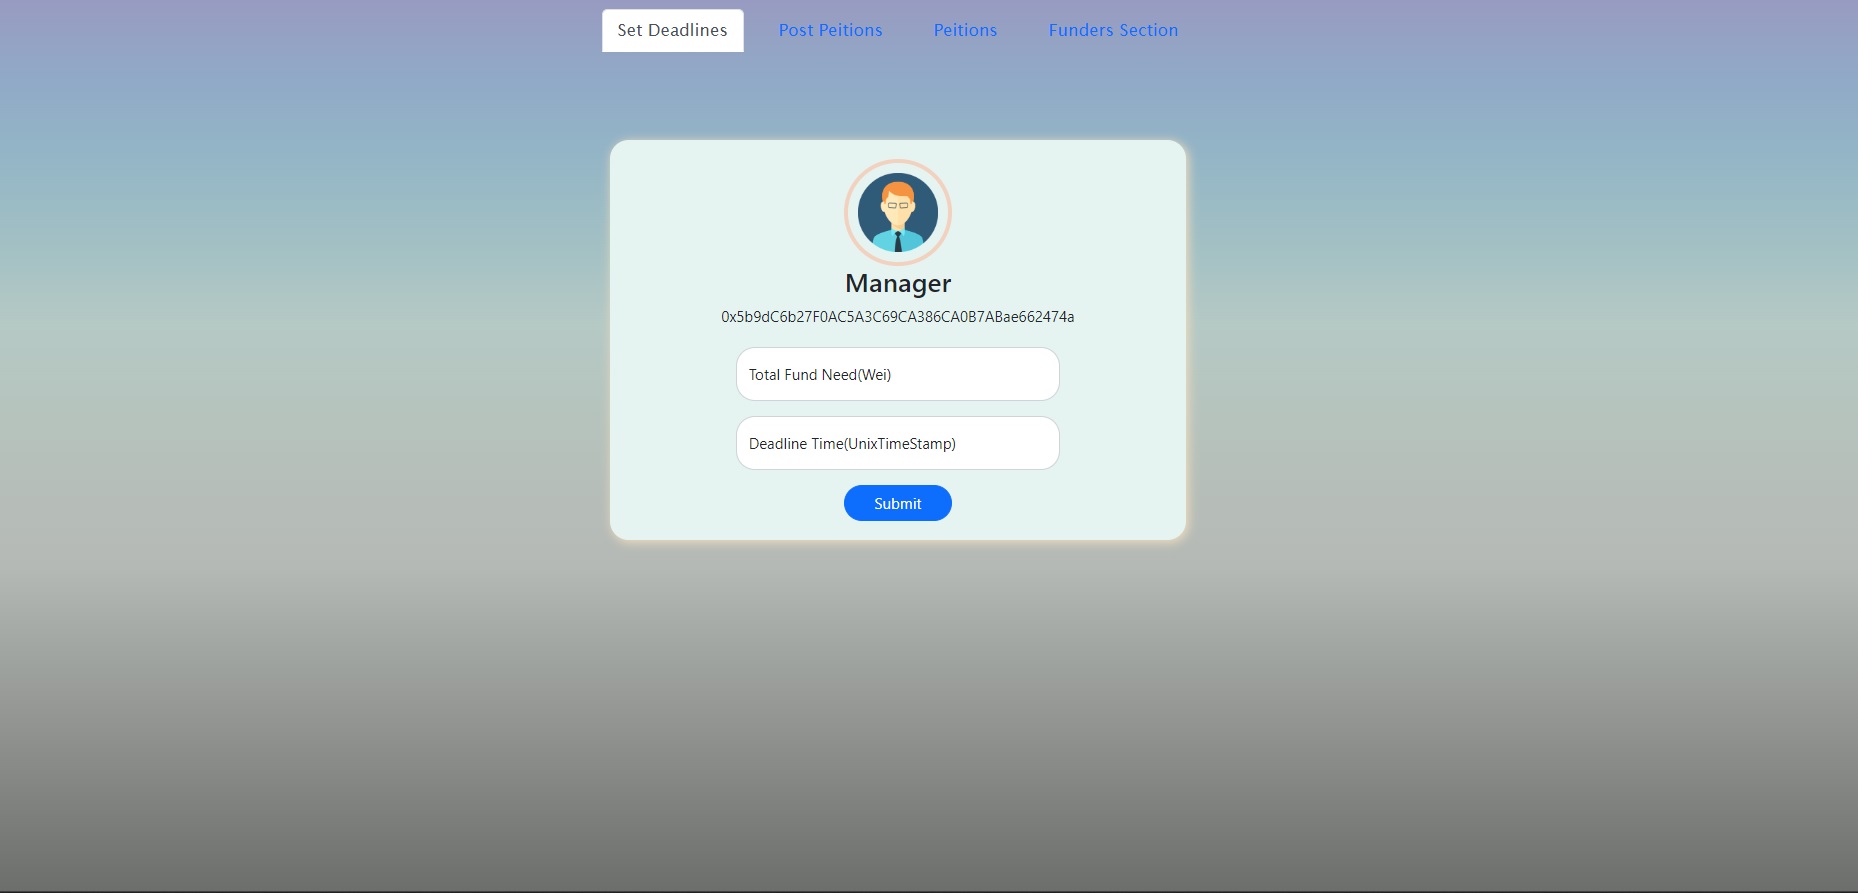 Set Deadlines Post Peitions Peitions Funders Section
Manager
0x5b9dC6b27F0AC5A3C69CA386CA0B7ABae662474a
Total Fund Need(Wei)
Deadline Time(UnixTimeStamp)
Submit